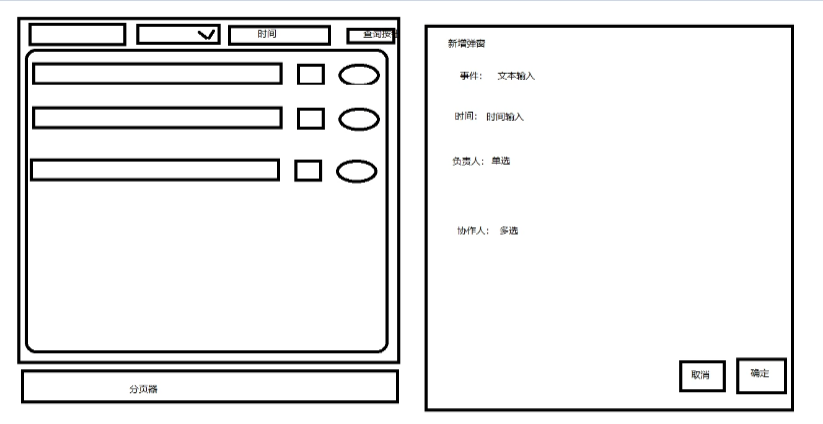 时间
查询按钮
分页器
新增弹窗
事件： 文本输入
时间： 时间输入
负责人： 单选
协作人： 多选
取消
确定